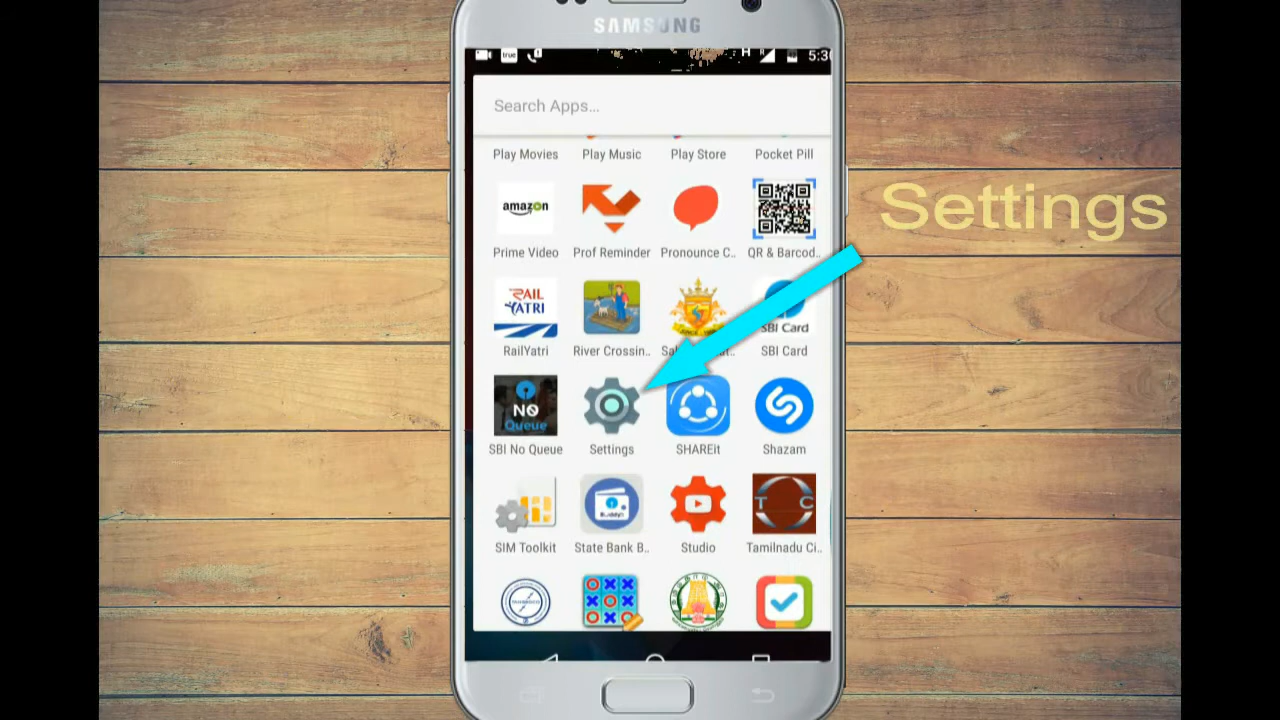 SAMSUNG
true
H
R
5:30
Search Apps...
Play Movies
Play Music
Play Store
Pocket Pill
amazon
Settings
Prime Video
Prof Reminder
Pronounce C..
QR & Barcod..
RAIL
YATRI
SBI Card
RailYatri
River Crossin..
SBI Card
NO
Queue
SBI No Queue
Settings
SHAREit
Shazam
Buddy
T C
SIM Toolkit
State Bank B..
Studio
Tamilnadu Ci..